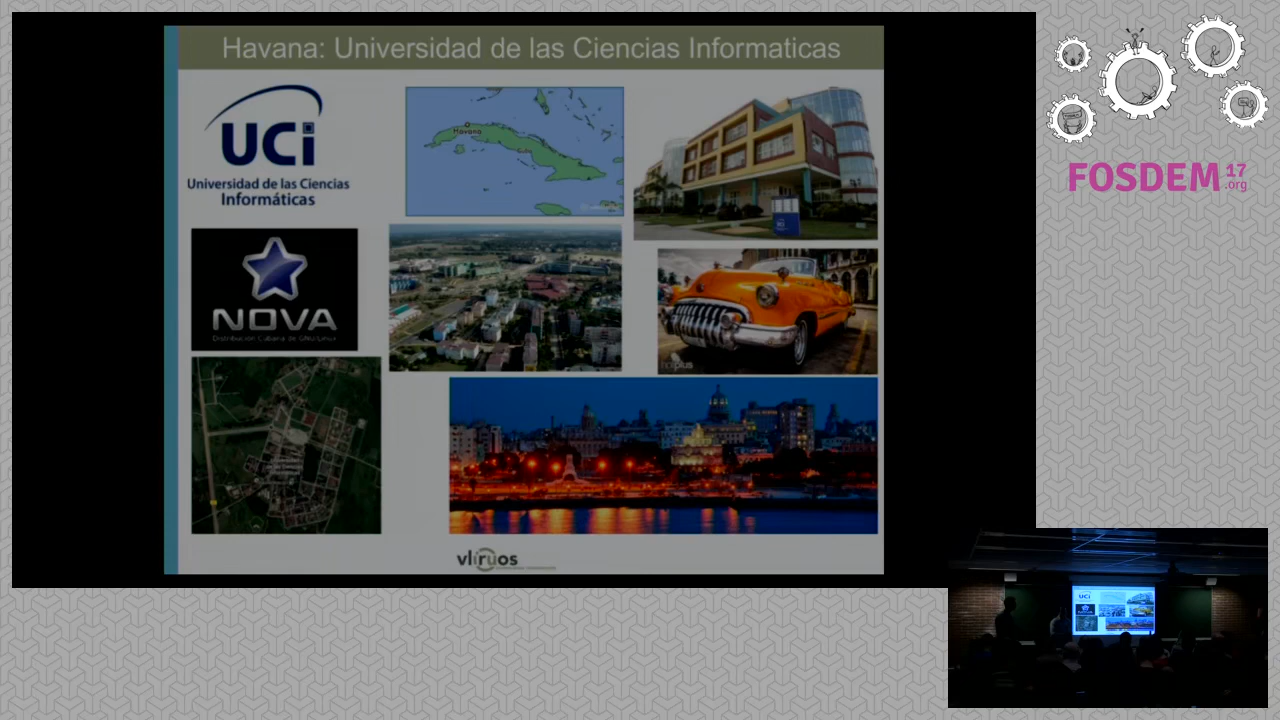 Havana: Universidad de las Ciencias Informaticas
UCi
Universidad de las Ciencias
Informáticas
Havana
NOVA
Distribución Cubana de GNU/Linux
vliruos
FOSDEM 17
.org